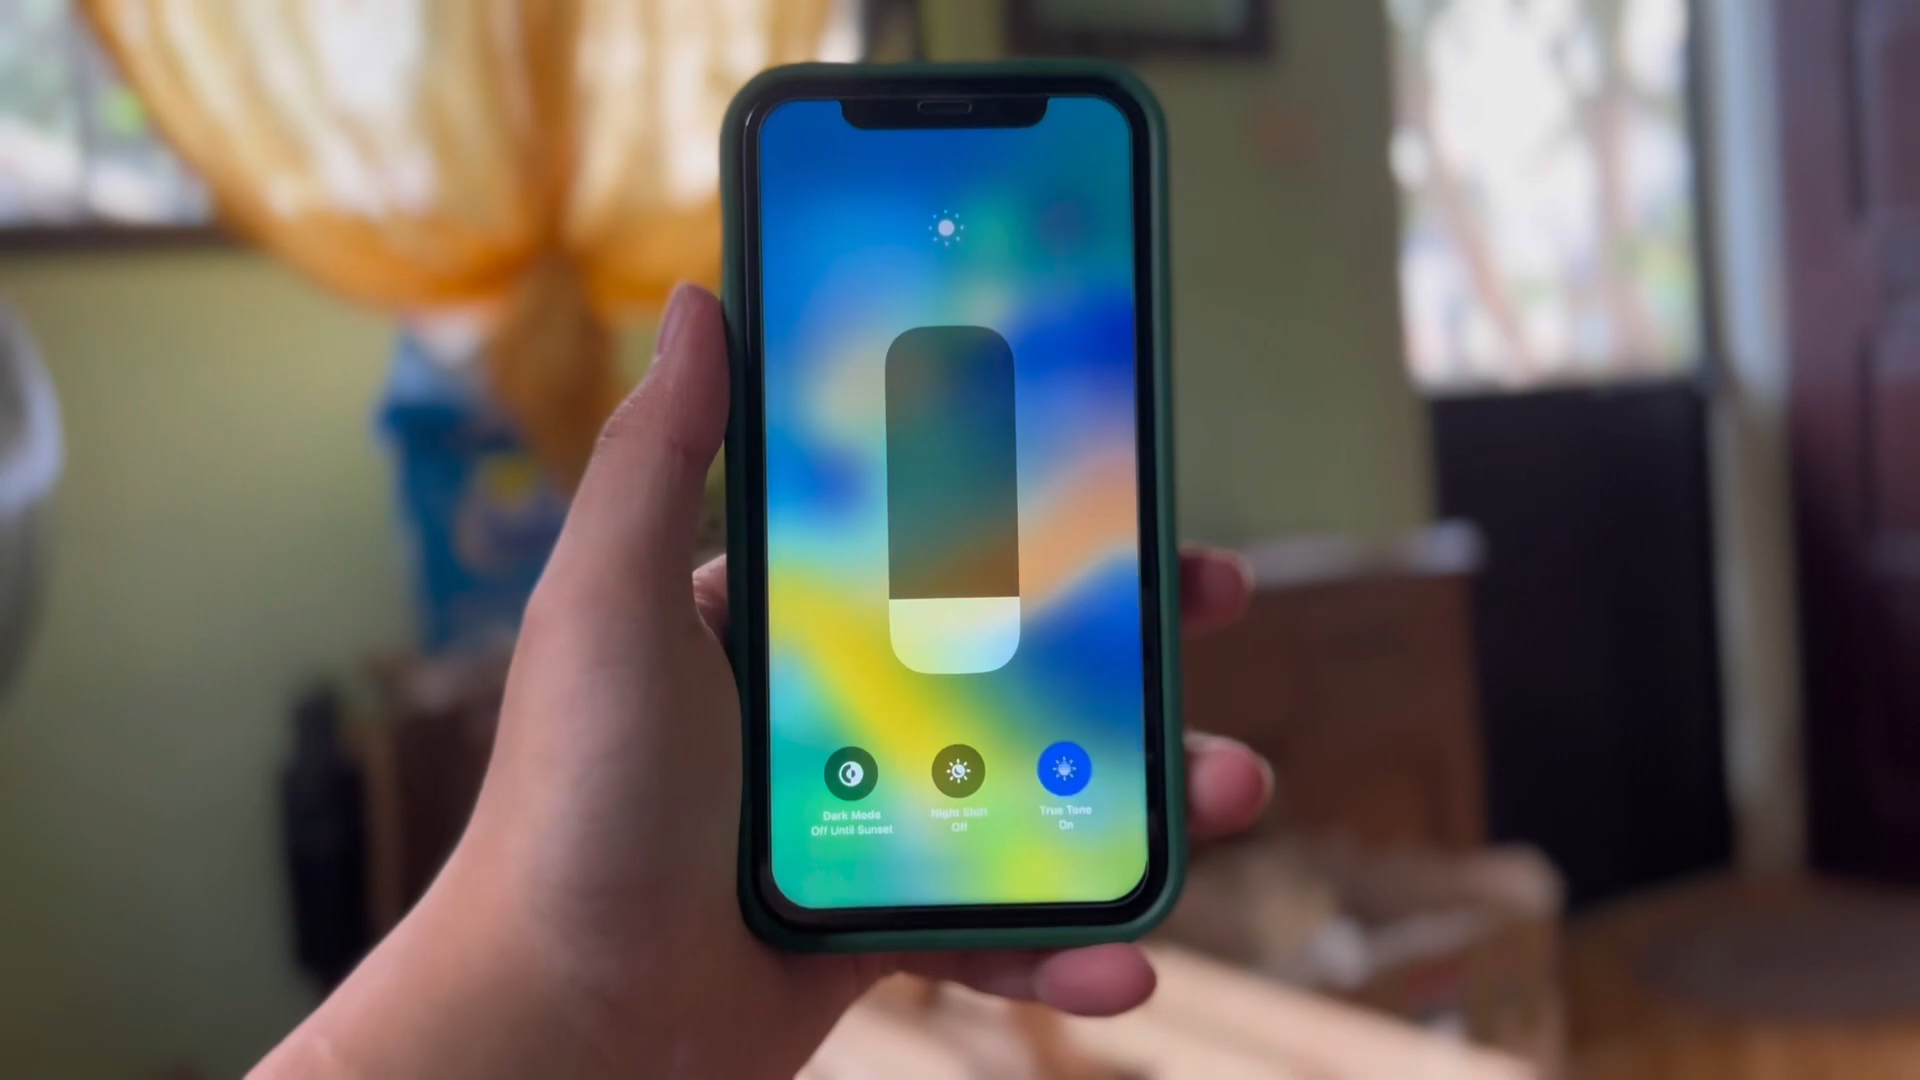 Dark Mode
Off Until Sunset
Night Shift
Off
True Tone
On